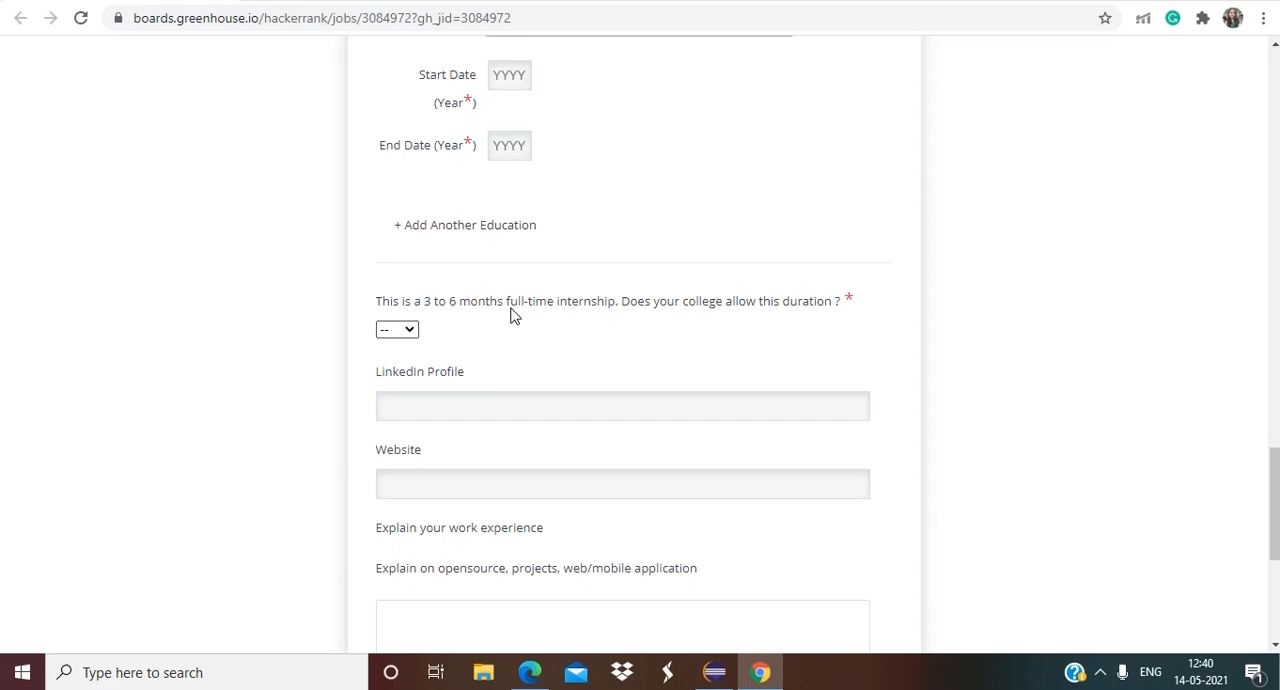 boards.greenhouse.io/hackerrank/jobs/3084972?gh_jid=3084972
Start Date
(Year*)
YYYY
End Date (Year*)
YYYY
+ Add Another Education
This is a 3 to 6 months full-time internship. Does your college allow this duration ? *
--
LinkedIn Profile
Website
Explain your work experience
Explain on opensource, projects, web/mobile application
Type here to search
ENG
12:40
14-05-2021
1